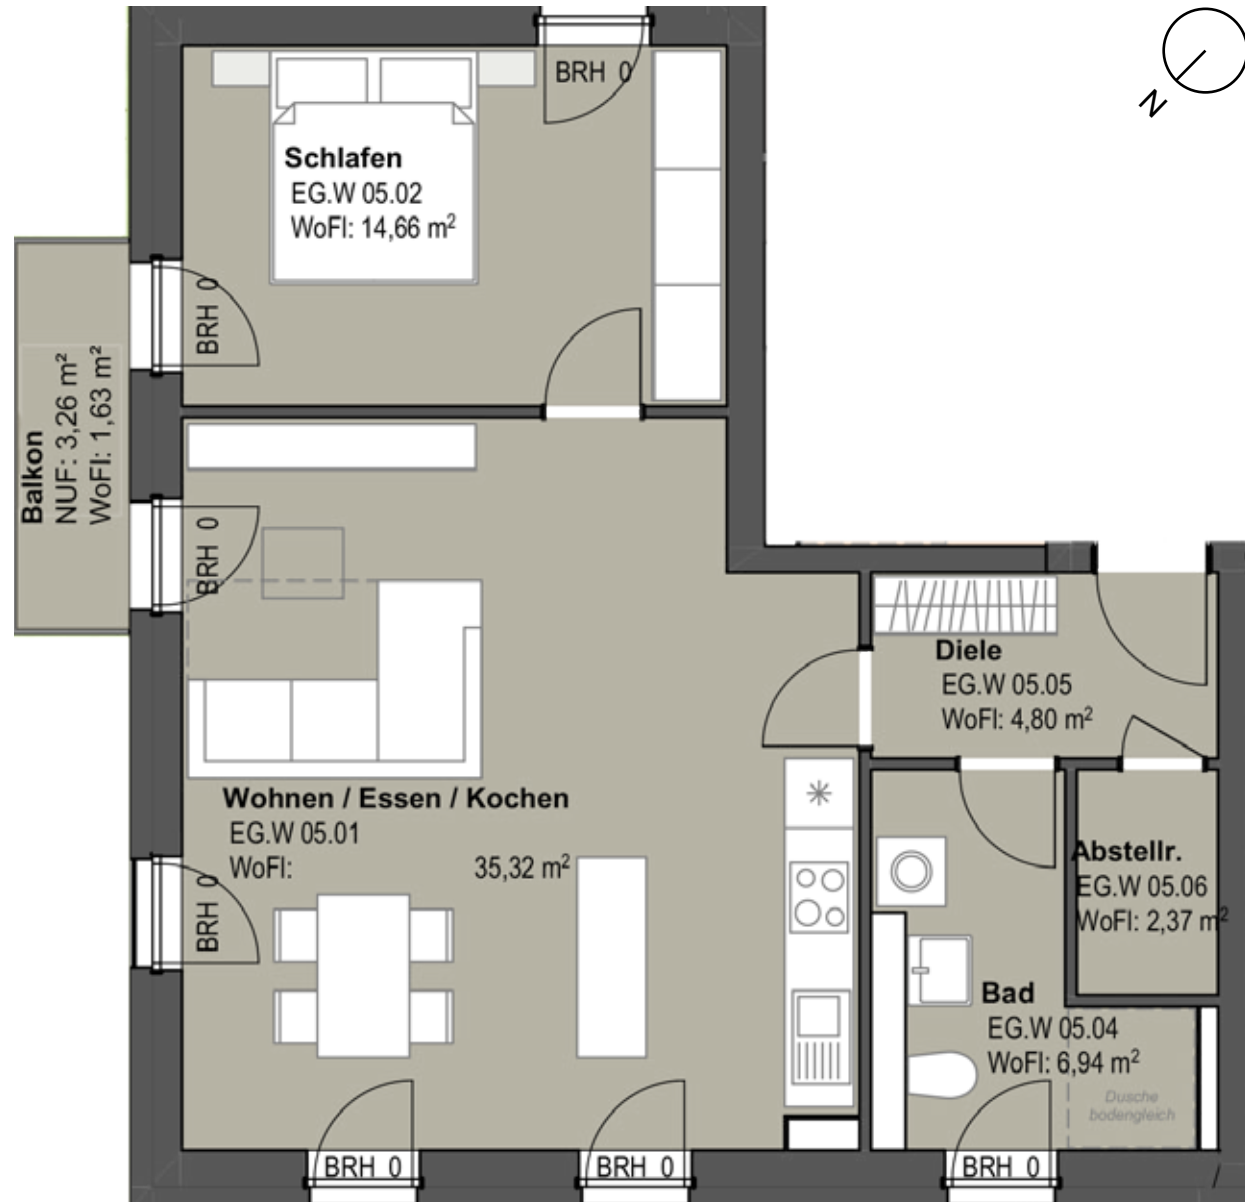 N
BRH 0
Schlafen
EG.W 05.02
WoFl: 14,66 m²
BRH 0
Balkon
NUF: 3,26 m²
WoFl: 1,63 m²
BRH 0
Diele
EG.W 05.05
WoFl: 4,80 m²
Wohnen / Essen / Kochen
EG.W 05.01
WoFl: 35,32 m²
BRH 0
Abstellr.
EG.W 05.06
WoFl: 2,37 m²
Bad
EG.W 05.04
WoFl: 6,94 m²
Dusche
bodengleich
BRH 0
BRH 0
BRH 0